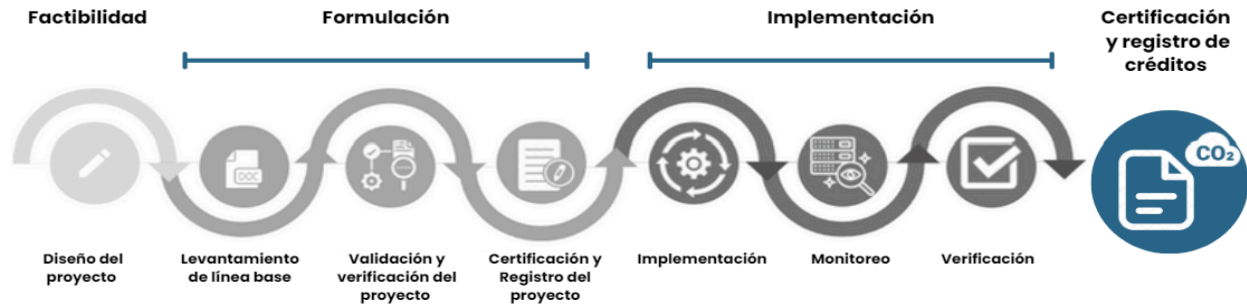 Factibilidad
Formulación
Implementación
Certificación
y registro de
créditos
DOC
CO₂
Diseño del
proyecto
Levantamiento
de línea base
Validación y
verificación del
proyecto
Certificación y
Registro del
proyecto
Implementación
Monitoreo
Verificación